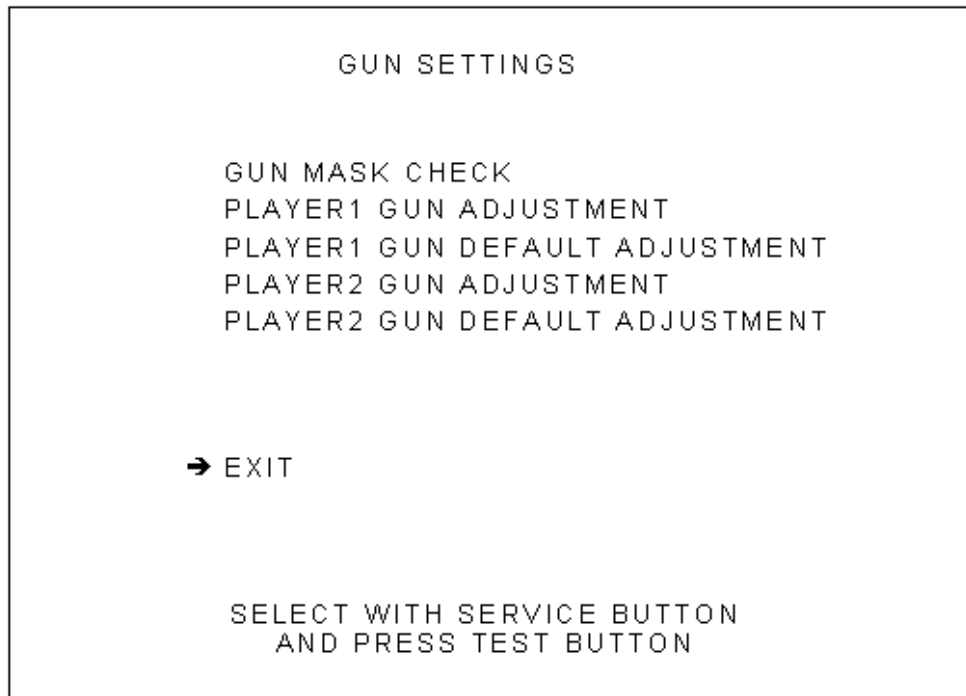 GUN SETTINGS
GUN MASK CHECK
PLAYER1 GUN ADJUSTMENT
PLAYER1 GUN DEFAULT ADJUSTMENT
PLAYER2 GUN ADJUSTMENT
PLAYER2 GUN DEFAULT ADJUSTMENT
➔ EXIT
SELECT WITH SERVICE BUTTON
AND PRESS TEST BUTTON